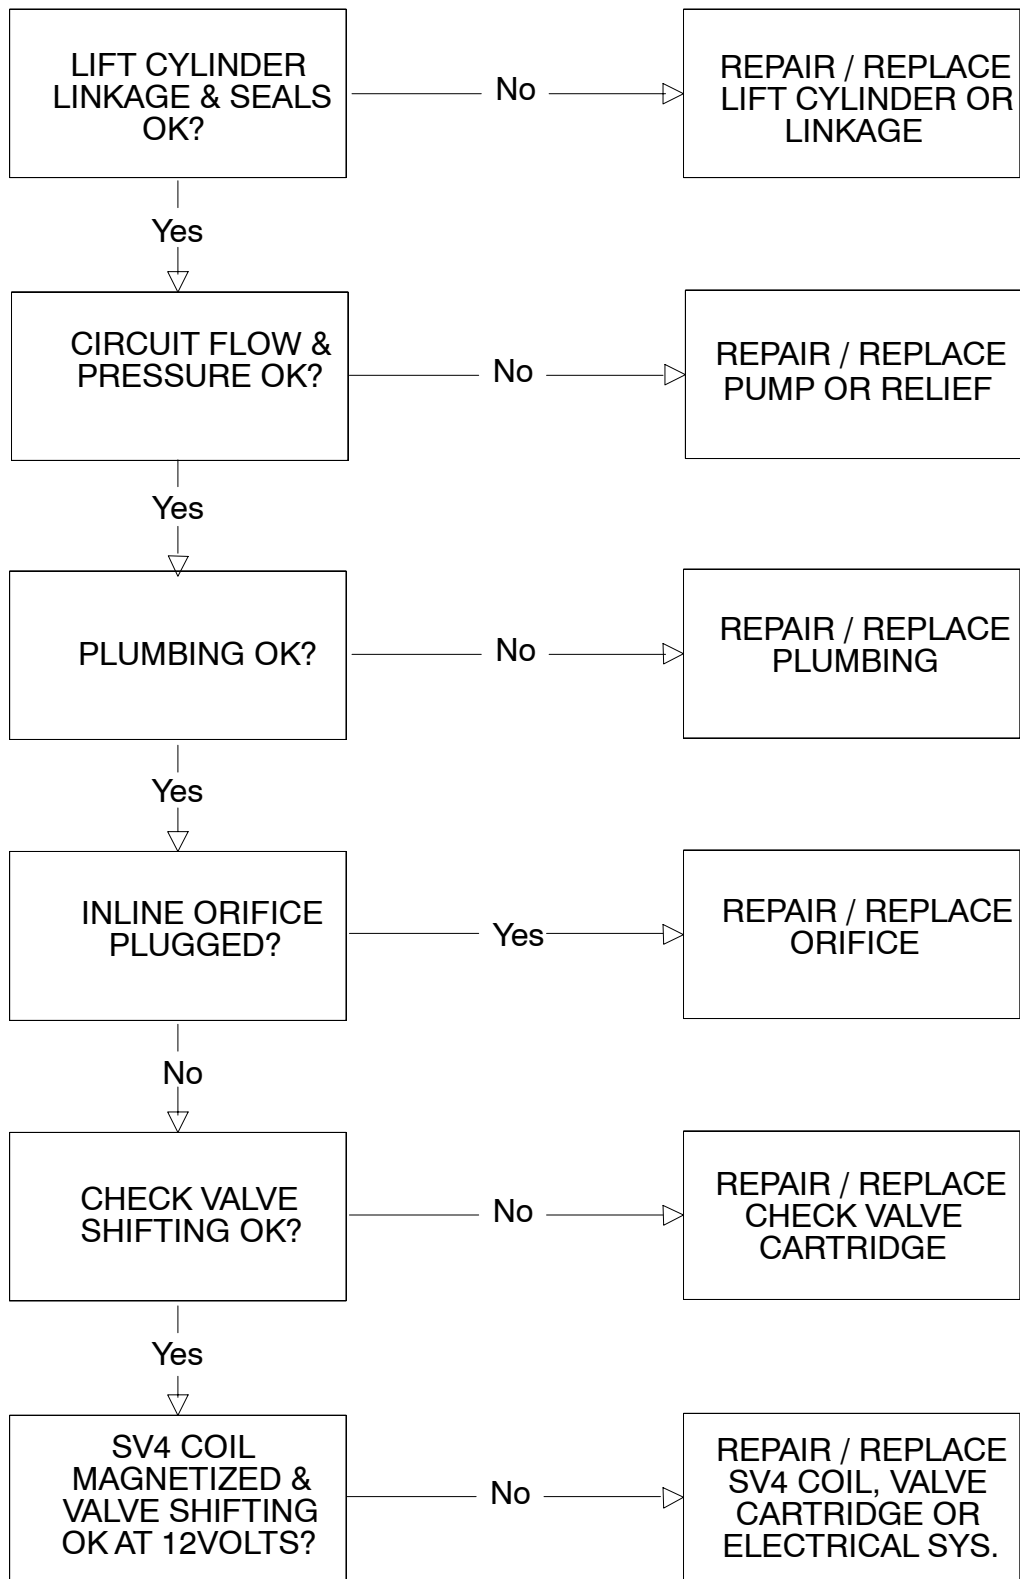 LIFT CYLINDER
LINKAGE & SEALS
OK?
No
REPAIR / REPLACE
LIFT CYLINDER OR
LINKAGE
Yes
CIRCUIT FLOW &
PRESSURE OK?
No
REPAIR / REPLACE
PUMP OR RELIEF
Yes
PLUMBING OK?
No
REPAIR / REPLACE
PLUMBING
Yes
INLINE ORIFICE
PLUGGED?
Yes
REPAIR / REPLACE
ORIFICE
No
CHECK VALVE
SHIFTING OK?
No
REPAIR / REPLACE
CHECK VALVE
CARTRIDGE
Yes
SV4 COIL
MAGNETIZED &
VALVE SHIFTING
OK AT 12VOLTS?
No
REPAIR / REPLACE
SV4 COIL, VALVE
CARTRIDGE OR
ELECTRICAL SYS.